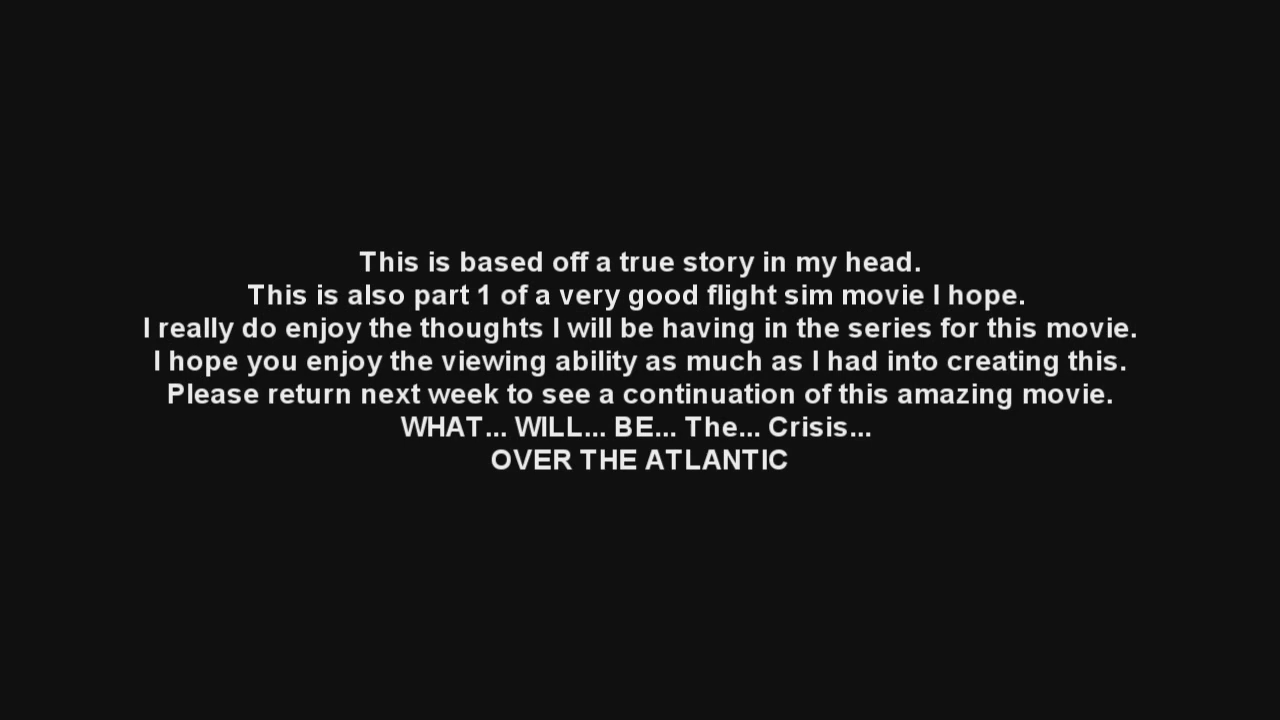 This is based off a true story in my head.
This is also part 1 of a very good flight sim movie I hope.
I really do enjoy the thoughts I will be having in the series for this movie.
I hope you enjoy the viewing ability as much as I had into creating this.
Please return next week to see a continuation of this amazing movie.
WHAT... WILL... BE... The... Crisis...
OVER THE ATLANTIC